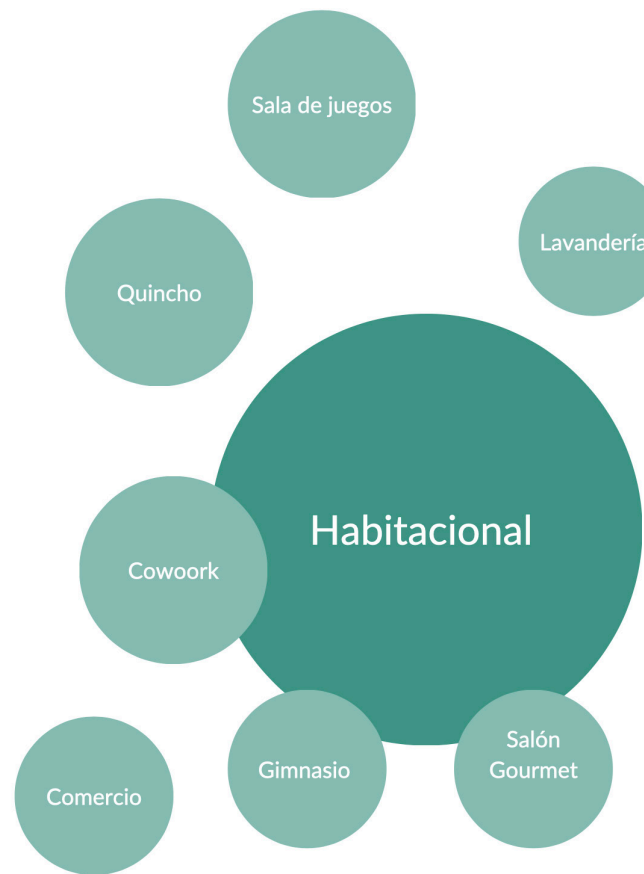 Sala de juegos
Lavandería
Quincho
Habitacional
Cowoork
Salón
Gourmet
Gimnasio
Comercio